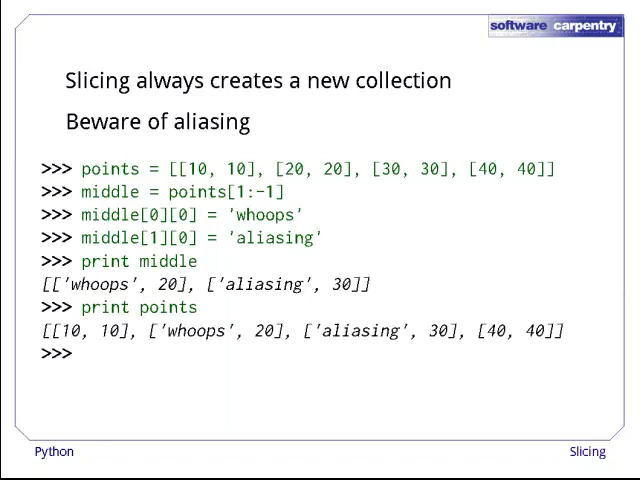 software carpentry
Slicing always creates a new collection
Beware of aliasing
>>> points = [[10, 10], [20, 20], [30, 30], [40, 40]]
>>> middle = points[1:-1]
>>> middle[0][0] = 'whoops'
>>> middle[1][0] = 'aliasing'
>>> print middle
[['whoops', 20], ['aliasing', 30]]
>>> print points
[[10, 10], ['whoops', 20], ['aliasing', 30], [40, 40]]
>>>
Python Slicing